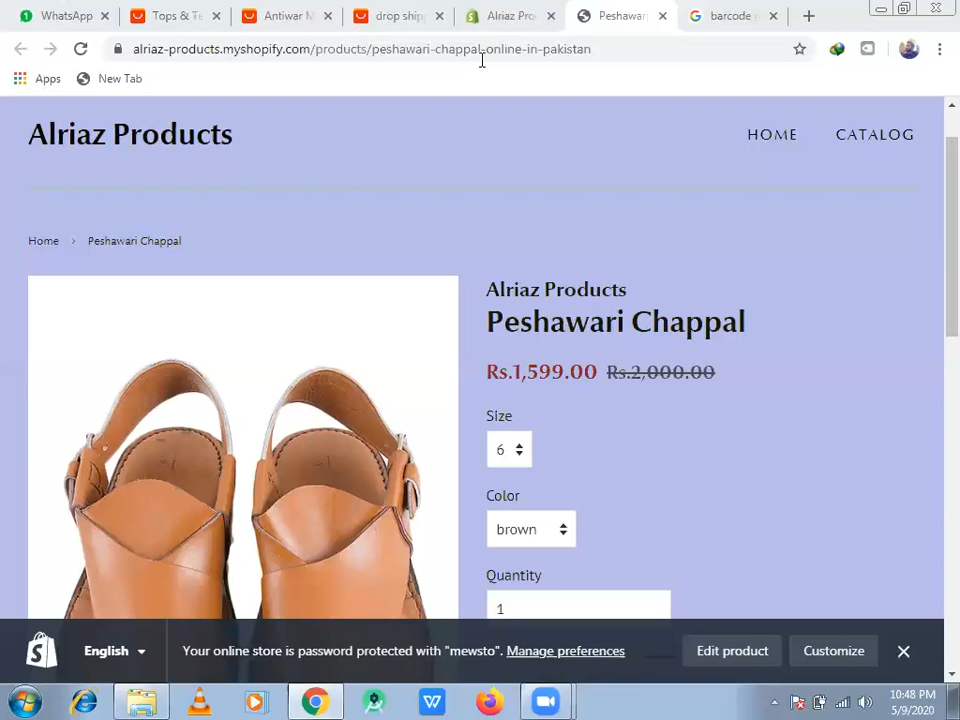 WhatsApp
Tops & Te
Antiwar M
drop ship
Alriaz Pro
Peshawar
barcode
alriaz-products.myshopify.com/products/peshawari-chappal-online-in-pakistan
Apps
New Tab
Alriaz Products
HOME
CATALOG
Home › Peshawari Chappal
Alriaz Products
Peshawari Chappal
Rs.1,599.00 Rs.2,000.00
Size
6
Color
brown
Quantity
1
English
Your online store is password protected with "mewsto". Manage preferences
Edit product
Customize
10:48 PM
5/9/2020